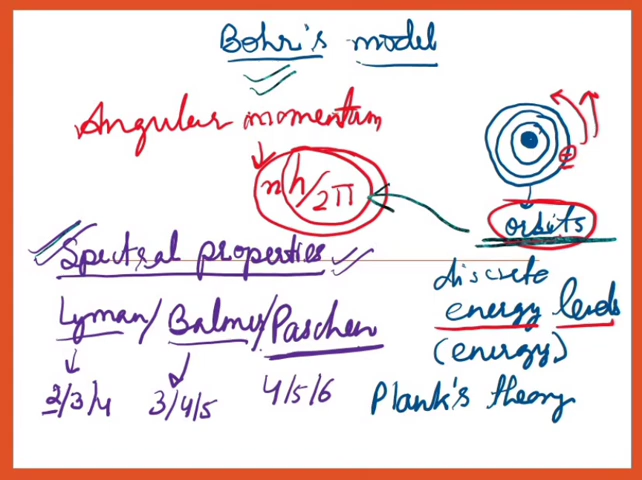 Bohr's model
Angular momentum
nh/2π
orbits
Spectral properties
discrete
energy levels
(energy)
Plank's theory
Lyman/Balmer/Paschen
2/3/4 3/4/5 4/5/6